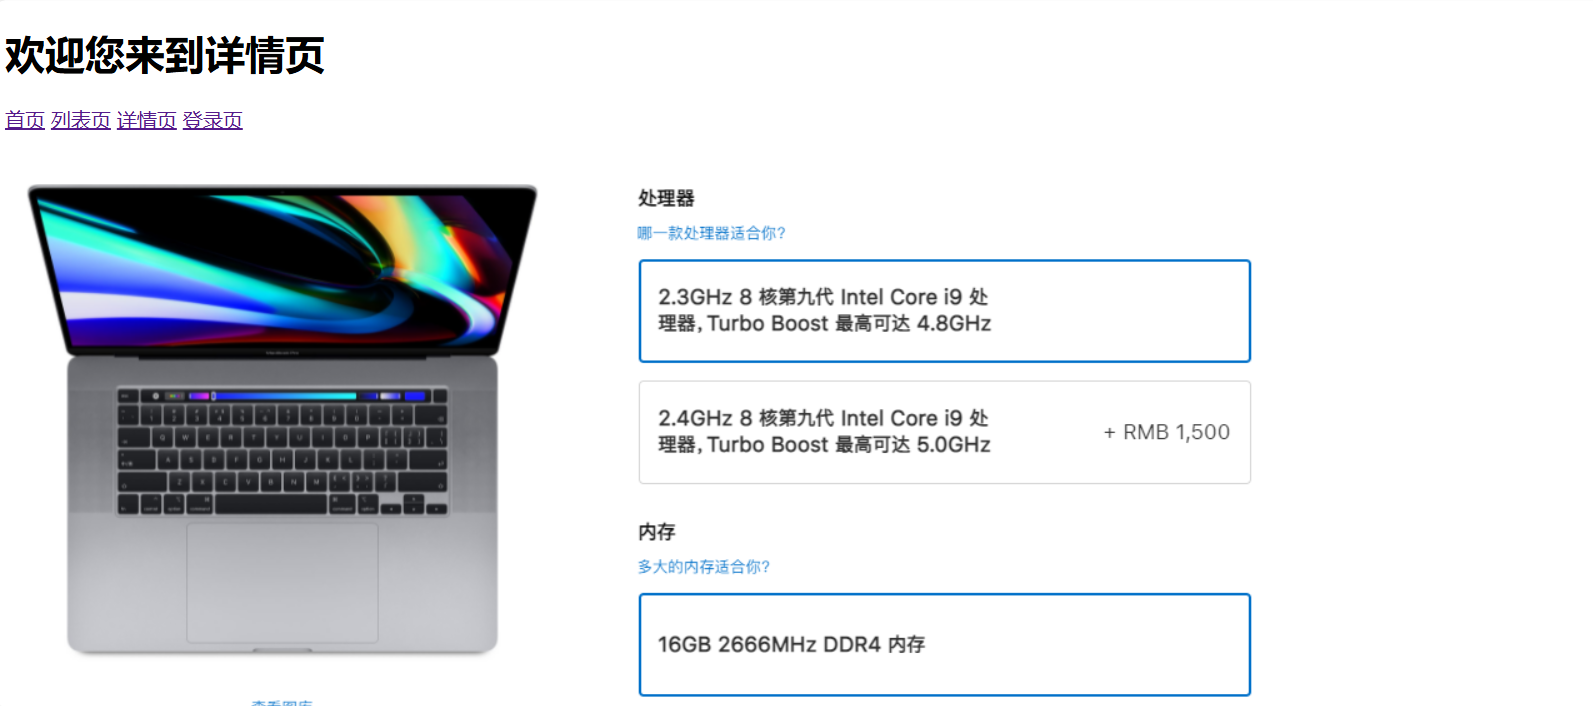 欢迎您来到详情页
首页 列表页 详情页 登录页
处理器
哪一款处理器适合你?
2.3GHz 8 核第九代 Intel Core i9 处
理器, Turbo Boost 最高可达 4.8GHz
2.4GHz 8 核第九代 Intel Core i9 处
理器, Turbo Boost 最高可达 5.0GHz
+ RMB 1,500
内存
多大的内存适合你?
16GB 2666MHz DDR4 内存
查看图库